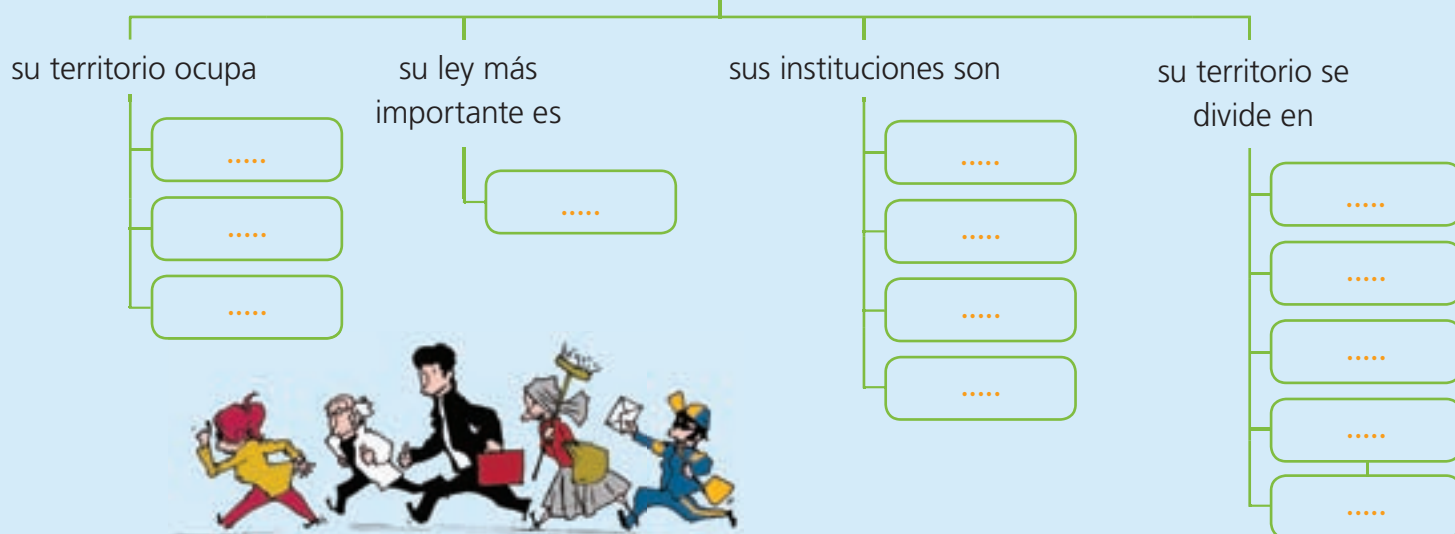 su territorio ocupa
.....
.....
.....
su ley más
importante es
.....
sus instituciones son
.....
.....
.....
.....
su territorio se
divide en
.....
.....
.....
.....
.....